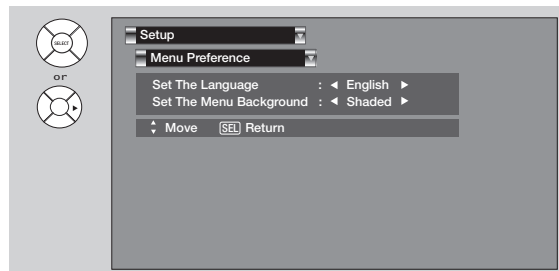 SELECT
or
Setup
Menu Preference
Set The Language : ◄ English ►
Set The Menu Background : ◄ Shaded ►
Move SEL Return